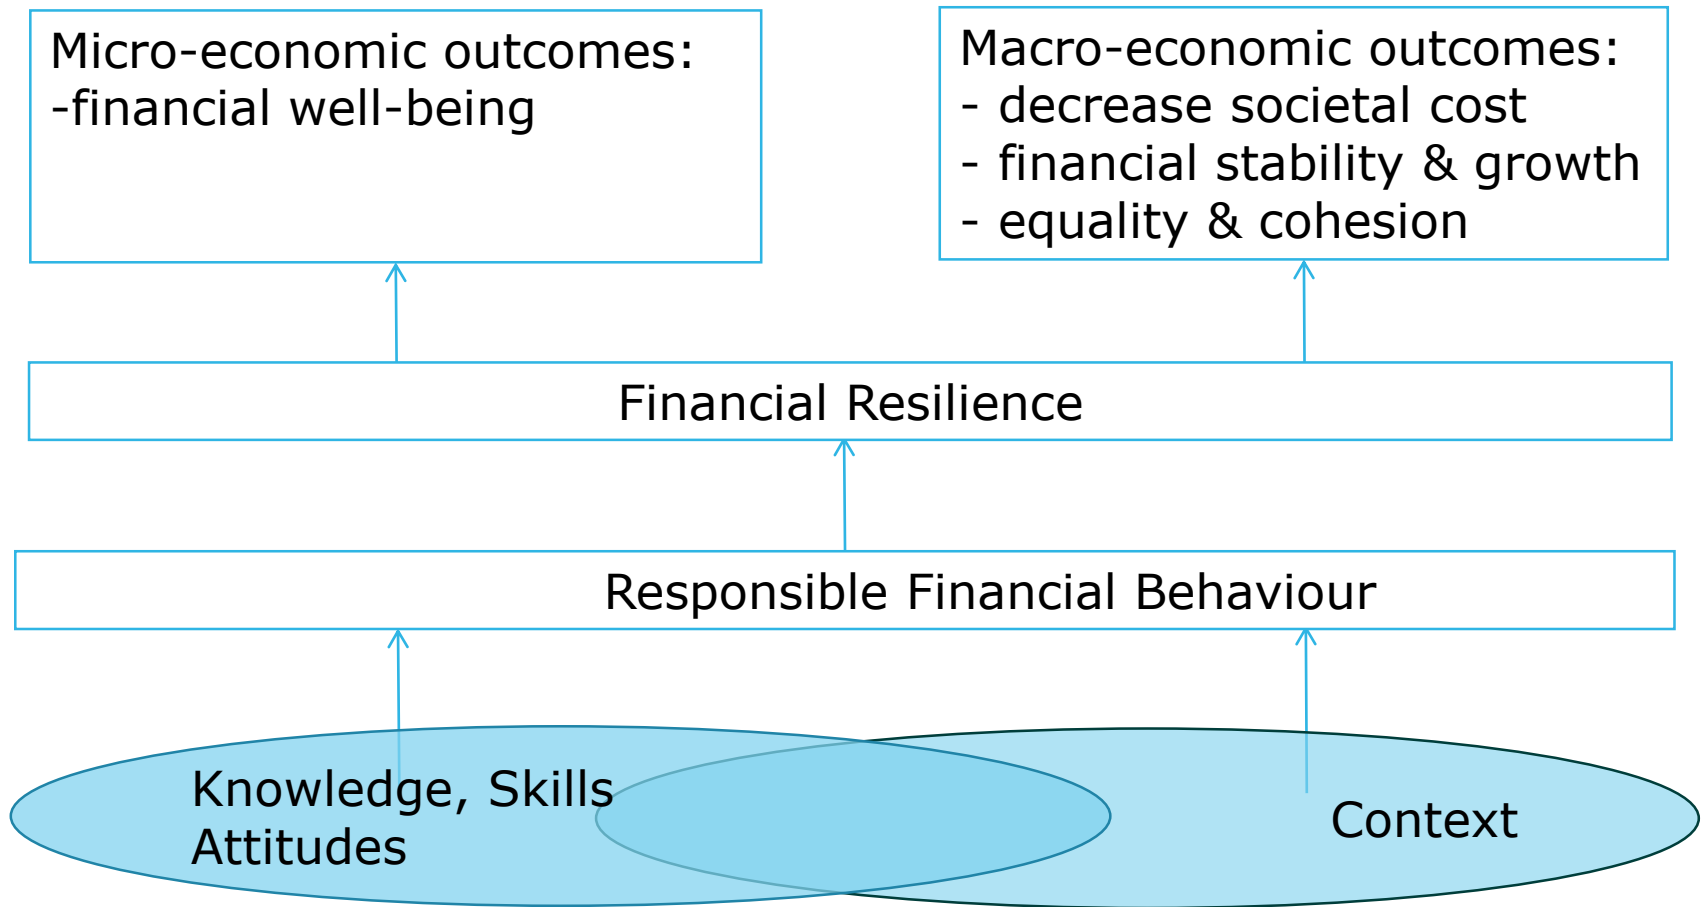 Micro-economic outcomes:
-financial well-being
Macro-economic outcomes:
- decrease societal cost
- financial stability & growth
- equality & cohesion
Financial Resilience
Responsible Financial Behaviour
Knowledge, Skills
Attitudes
Context